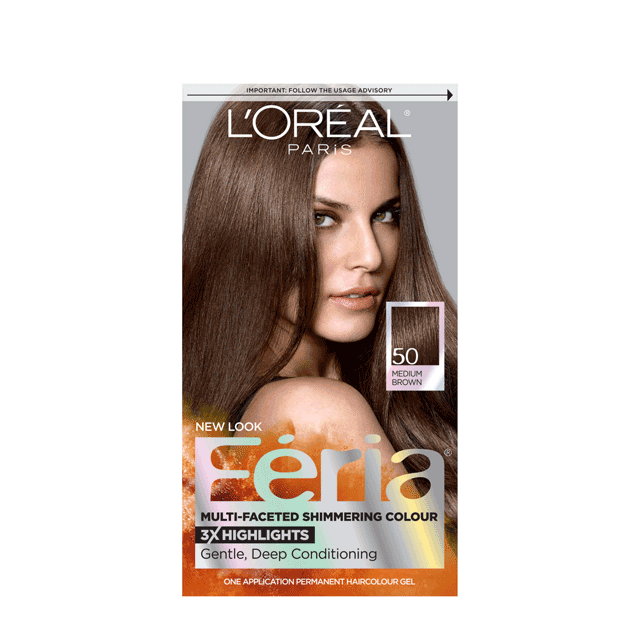 IMPORTANT: FOLLOW THE USAGE ADVISORY
L'ORÉAL®
PARiS
50
MEDIUM
BROWN
NEW LOOK
Féria®
MULTI-FACETED SHIMMERING COLOUR
3X HIGHLIGHTS
Gentle, Deep Conditioning
ONE APPLICATION PERMANENT HAIRCOLOUR GEL